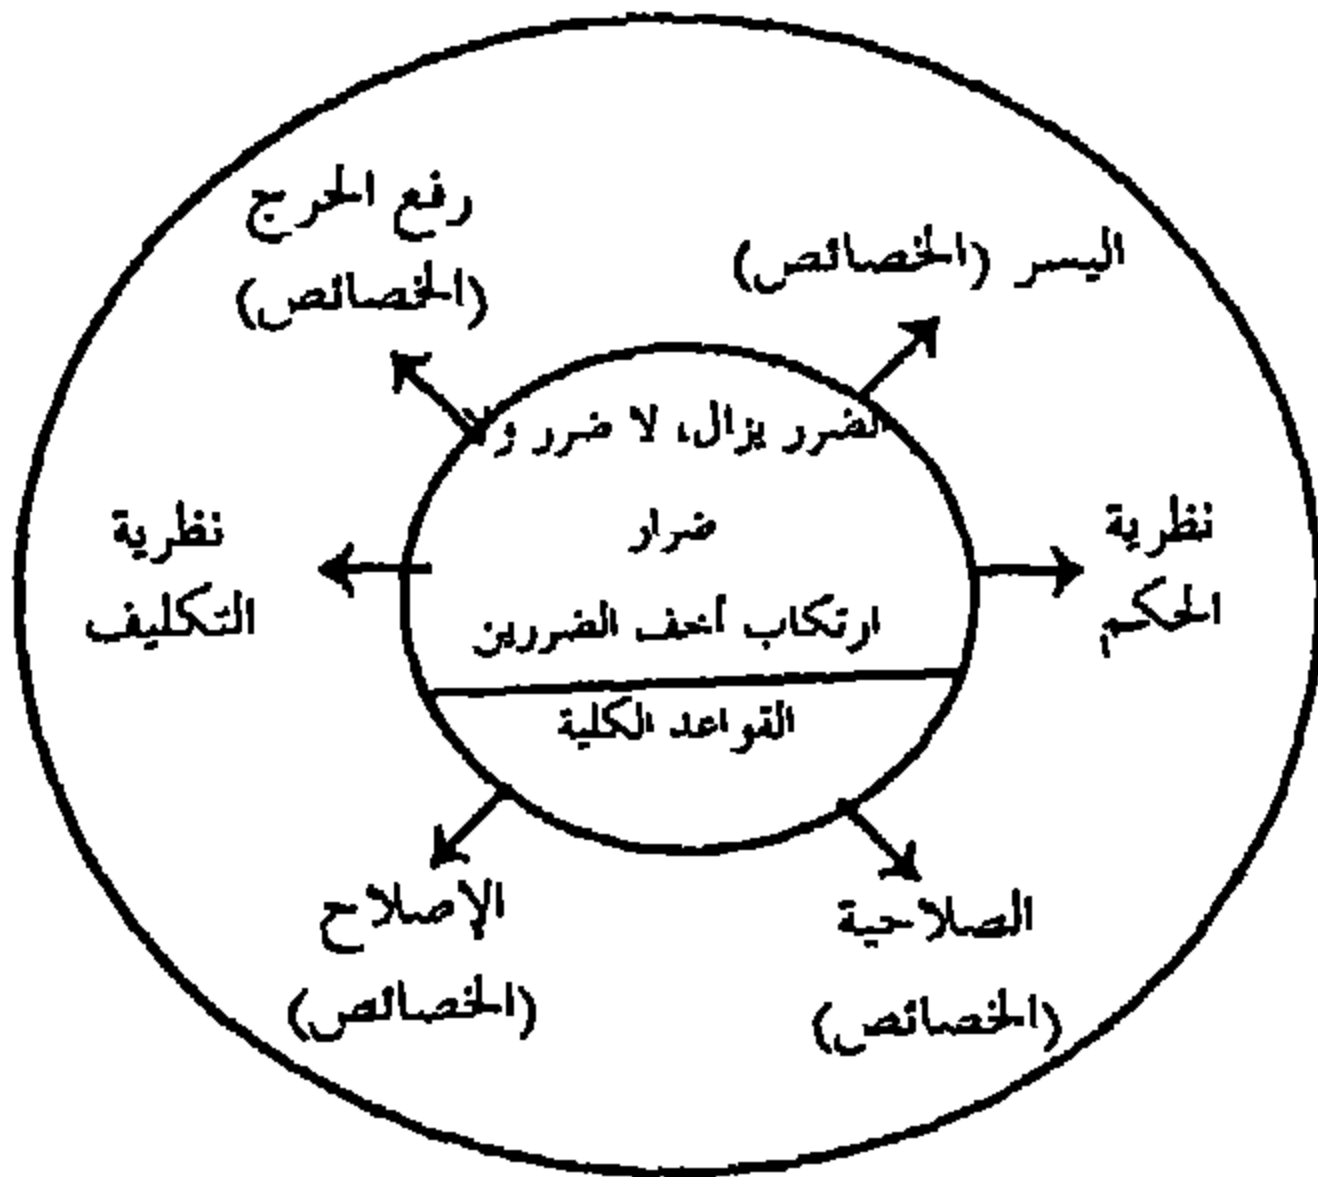 رفع الحرج
(الخصائص)
اليسر (الخصائص)
الضرر يزال، لا ضرر ولا
ضرار
ارتكاب أخف الضررين
القواعد الكلية
نظرية
الحكم
نظرية
التكليف
الصلاحية
(الخصائص)
الإصلاح
(الخصائص)